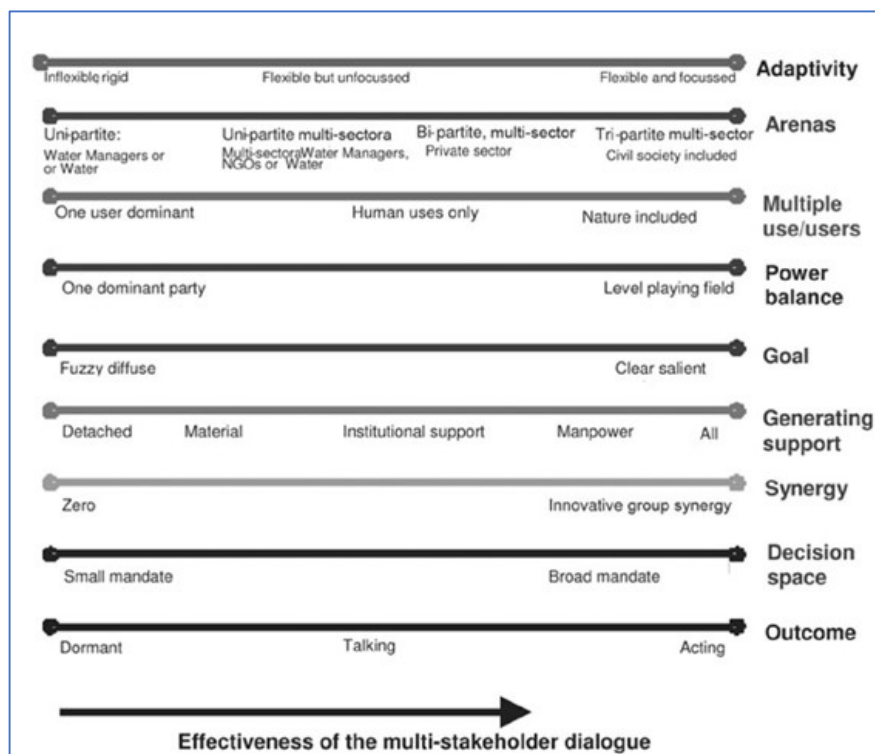 Adaptivity
Inflexible rigid
Flexible but unfocussed
Flexible and focussed
Arenas
Uni-partite:
Uni-partite multi-sectora
Bi-partite, multi-sector
Tri-partite multi-sector
Water Managers or
or Water
Multi-sectoraWater Managers,
NGOs or Water
Private sector
Civil society included
Multiple
use/users
One user dominant
Human uses only
Nature included
Power
balance
One dominant party
Level playing field
Goal
Fuzzy diffuse
Clear salient
Generating
support
Detached
Material
Institutional support
Manpower
All
Synergy
Zero
Innovative group synergy
Decision
space
Small mandate
Broad mandate
Outcome
Dormant
Talking
Acting
Effectiveness of the multi-stakeholder dialogue